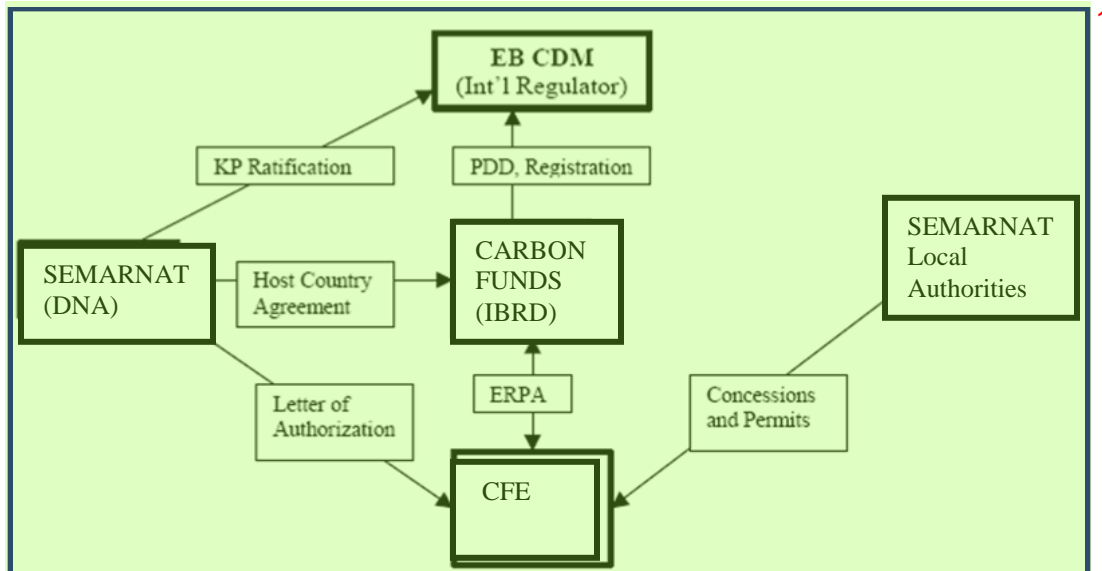 EB CDM
(Int'l Regulator)
KP Ratification
PDD, Registration
SEMARNAT
(DNA)
Host Country
Agreement
CARBON
FUNDS
(IBRD)
SEMARNAT
Local
Authorities
Letter of
Authorization
ERPA
Concessions
and Permits
CFE